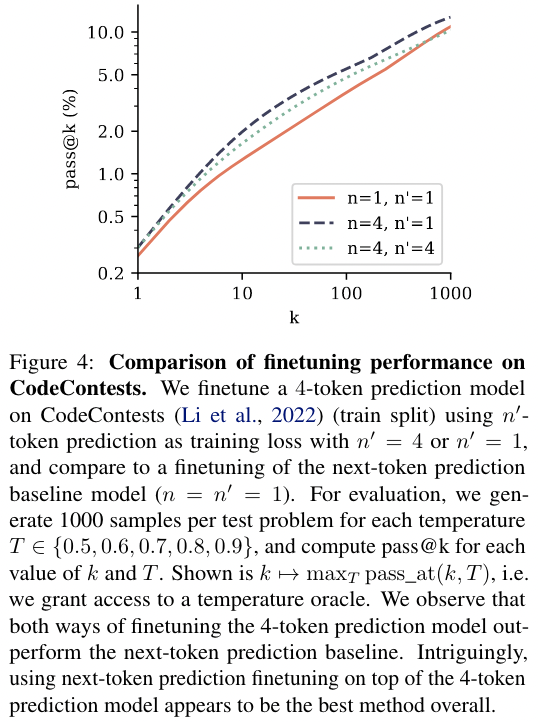 10.0
5.0
2.0
1.0
0.5
0.2
pass@k (%)
1
10
100
1000
k
n=1, n'=1
n=4, n'=1
n=4, n'=4
Figure 4: Comparison of finetuning performance on
CodeContests. We finetune a 4-token prediction model
on CodeContests (Li et al., 2022) (train split) using n′-
token prediction as training loss with n′ = 4 or n′ = 1,
and compare to a finetuning of the next-token prediction
baseline model (n = n′ = 1). For evaluation, we gen-
erate 1000 samples per test problem for each temperature
T ∈ {0.5, 0.6, 0.7, 0.8, 0.9}, and compute pass@k for each
value of k and T. Shown is k ↦ max_T pass_at(k, T), i.e.
we grant access to a temperature oracle. We observe that
both ways of finetuning the 4-token prediction model out-
perform the next-token prediction baseline. Intriguingly,
using next-token prediction finetuning on top of the 4-token
prediction model appears to be the best method overall.